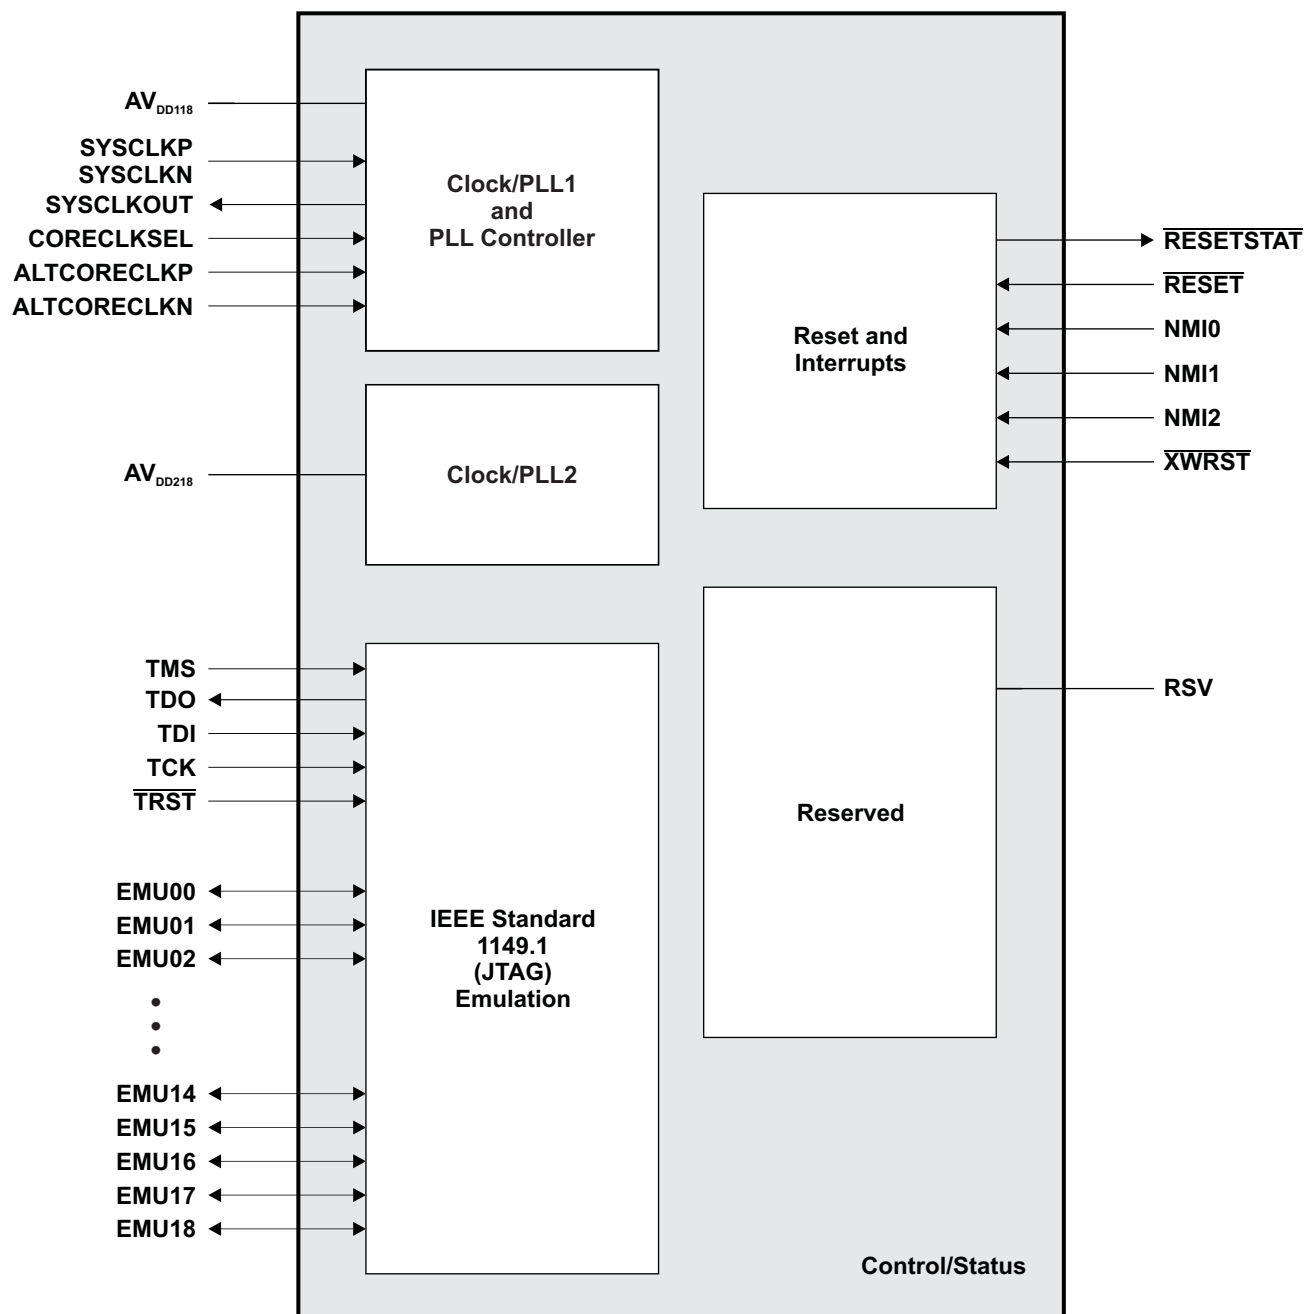 AVDD118
SYSCLKP
SYSCLKN
SYSCLKOUT
CORECLKSEL
ALTCORECLKP
ALTCORECLKN
Clock/PLL1
and
PLL Controller
AVDD218
Clock/PLL2
TMS
TDO
TDI
TCK
TRST
EMU00
EMU01
EMU02
EMU14
EMU15
EMU16
EMU17
EMU18
IEEE Standard
1149.1
(JTAG)
Emulation
Reset and
Interrupts
RESETSTAT
RESET
NMI0
NMI1
NMI2
XWRST
Reserved
RSV
Control/Status